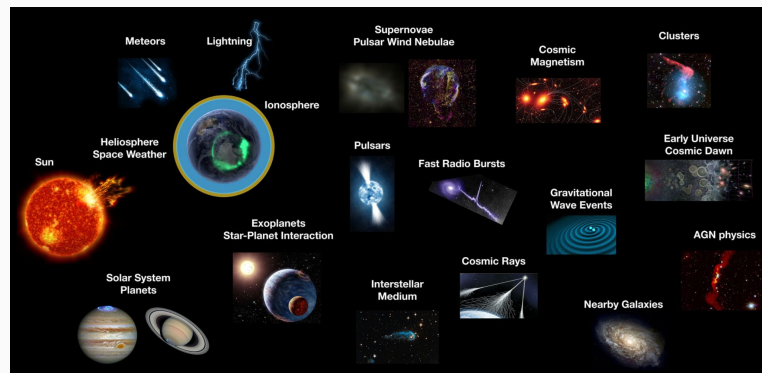 Meteors
Lightning
Supernovae
Pulsar Wind Nebulae
Cosmic
Magnetism
Clusters
Ionosphere
Heliosphere
Space Weather
Sun
Pulsars
Fast Radio Bursts
Early Universe
Cosmic Dawn
Gravitational
Wave Events
Exoplanets
Star-Planet Interaction
AGN physics
Solar System
Planets
Interstellar
Medium
Cosmic Rays
Nearby Galaxies